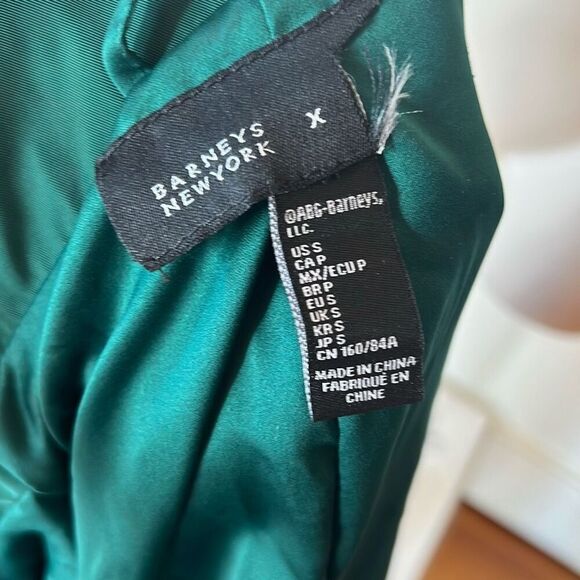 BARNEYS
NEWYORK
X
@ABG-Barneys,
LLC.
US S
CA P
MX/ECU P
BR P
EU S
UK S
KR S
JP S
CN 160/84A
MADE IN CHINA
FABRIQUÉ EN
CHINE